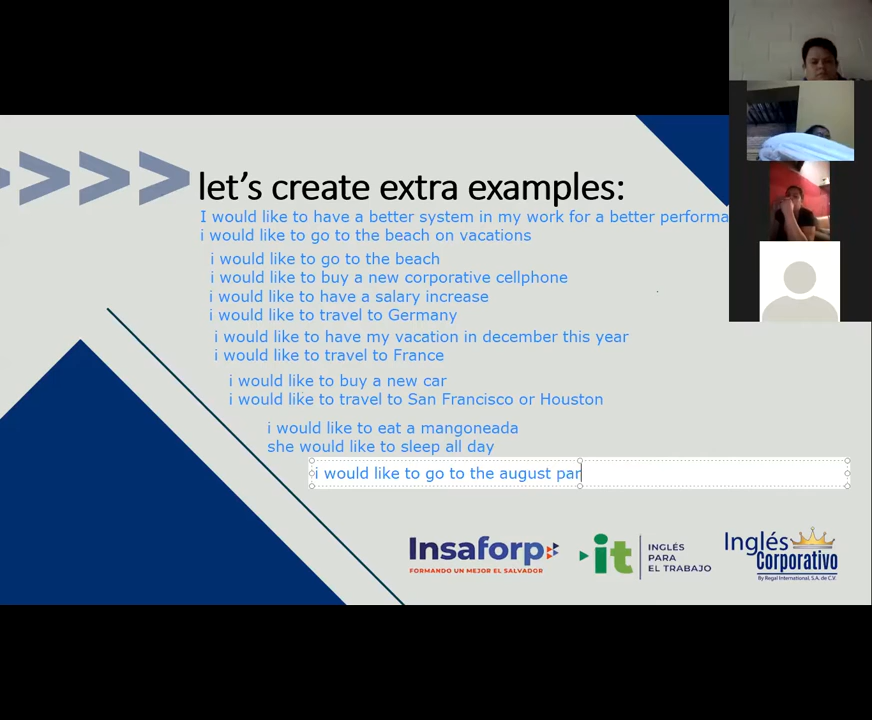 let's create extra examples:
I would like to have a better system in my work for a better performa
i would like to go to the beach on vacations
i would like to go to the beach
i would like to buy a new corporative cellphone
i would like to have a salary increase
i would like to travel to Germany
i would like to have my vacation in december this year
i would like to travel to France
i would like to buy a new car
i would like to travel to San Francisco or Houston
i would like to eat a mangoneada
she would like to sleep all day
i would like to go to the august par
Insaforp
FORMANDO UN MEJOR EL SALVADOR
it
INGLÉS
PARA
EL TRABAJO
Inglés
Corporativo
By Regal International, S.A. de C.V.